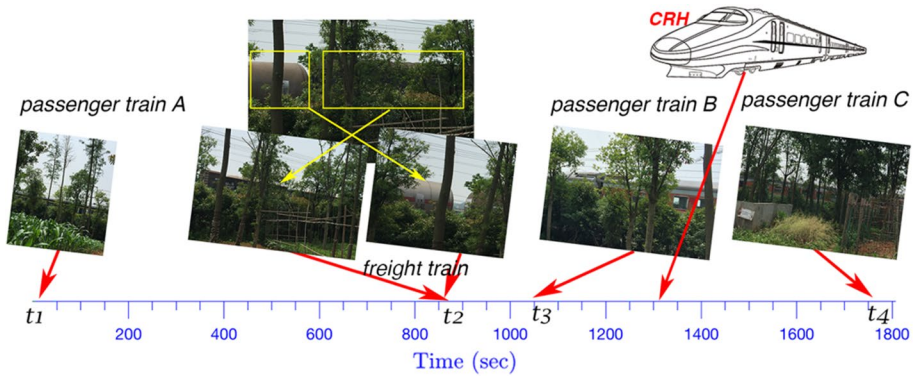 CRH
passenger train A
passenger train B
passenger train C
freight train
t1
t2
t3
t4
200
400
600
800
1000
1200
1400
1600
1800
Time (sec)